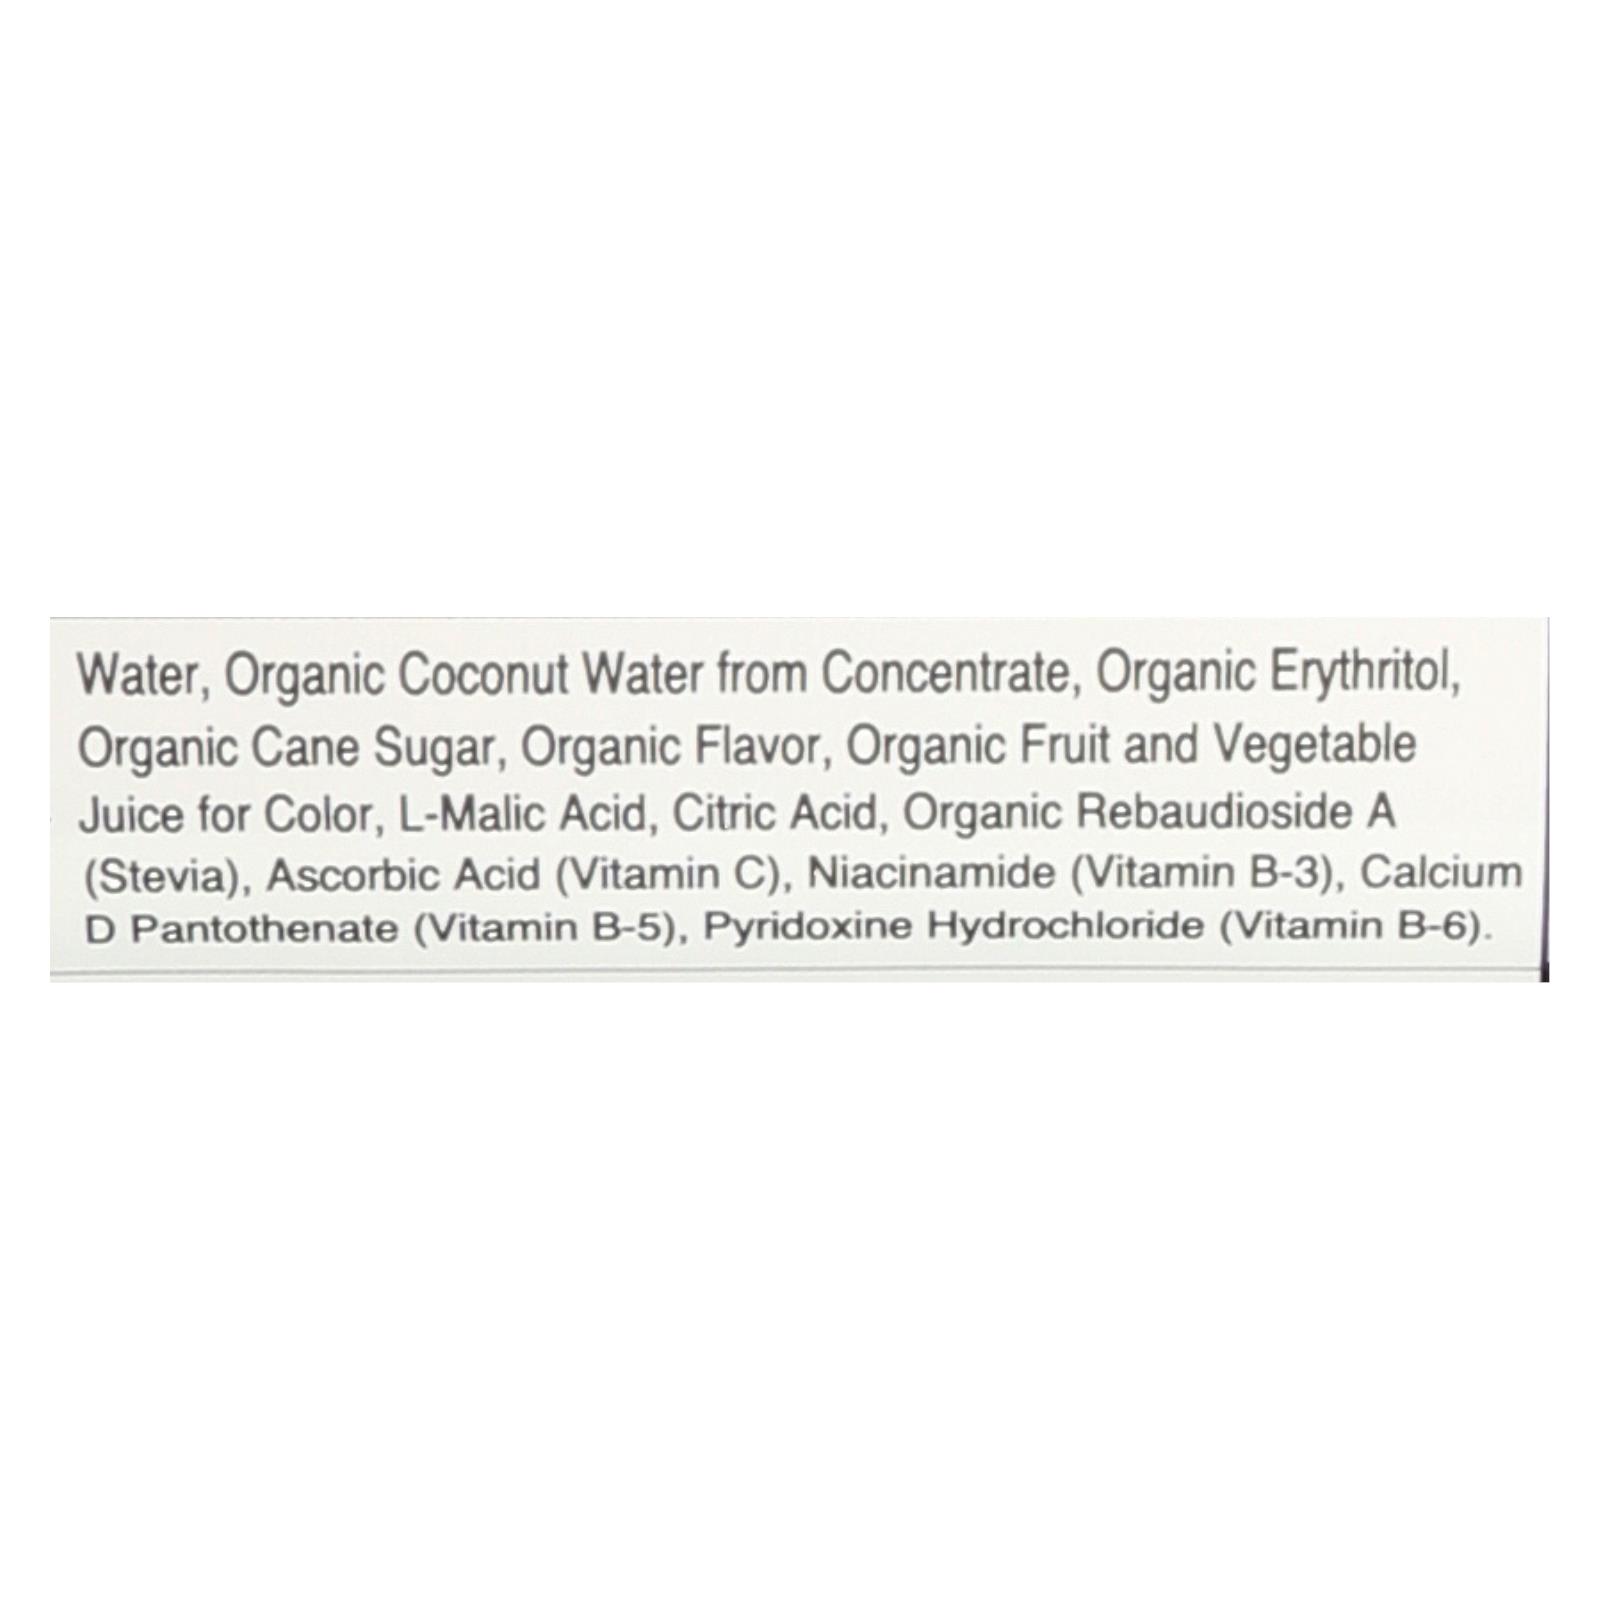 Water, Organic Coconut Water from Concentrate, Organic Erythritol,
Organic Cane Sugar, Organic Flavor, Organic Fruit and Vegetable
Juice for Color, L-Malic Acid, Citric Acid, Organic Rebaudioside A
(Stevia), Ascorbic Acid (Vitamin C), Niacinamide (Vitamin B-3), Calcium
D Pantothenate (Vitamin B-5), Pyridoxine Hydrochloride (Vitamin B-6).